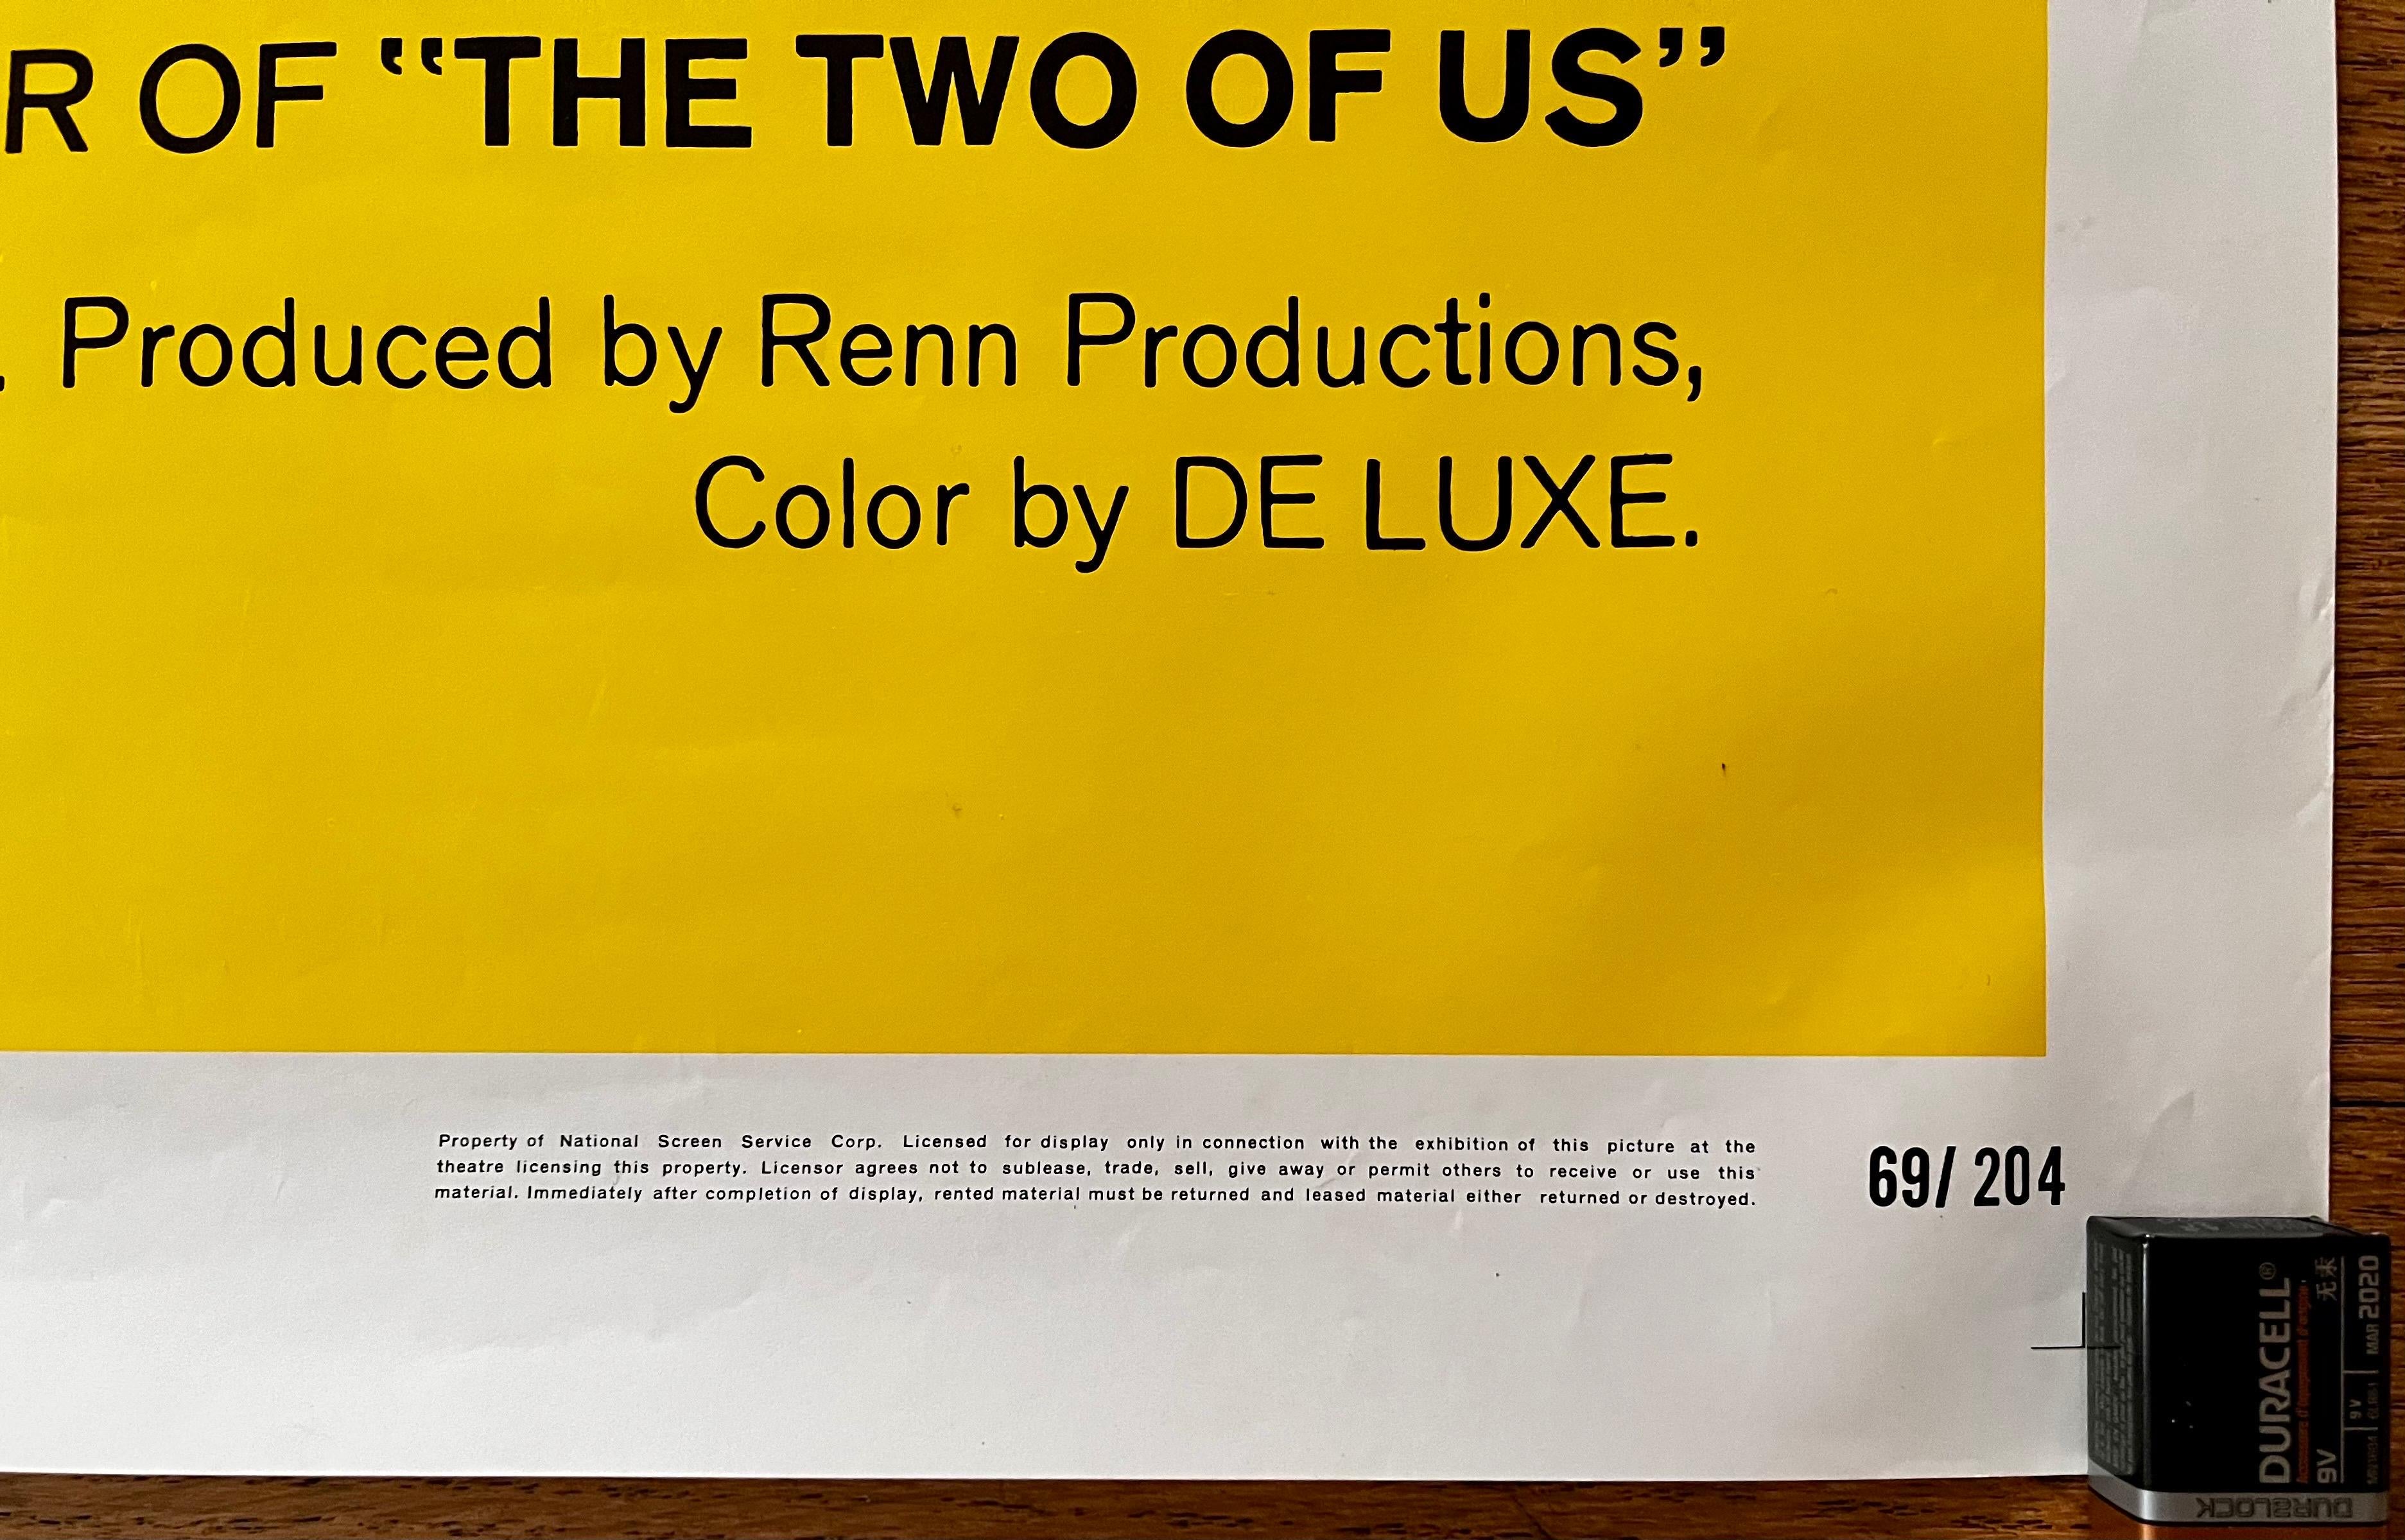 R OF “THE TWO OF US”
. Produced by Renn Productions,
Color by DE LUXE.
Property of National Screen Service Corp. Licensed for display only in connection with the exhibition of this picture at the
theatre licensing this property. Licensor agrees not to sublease, trade, sell, give away or permit others to receive or use this
material. Immediately after completion of display, rented material must be returned and leased material either returned or destroyed.
69/ 204
DURACELL®
9V
无汞
MAR 2020
9V
DURALOCK